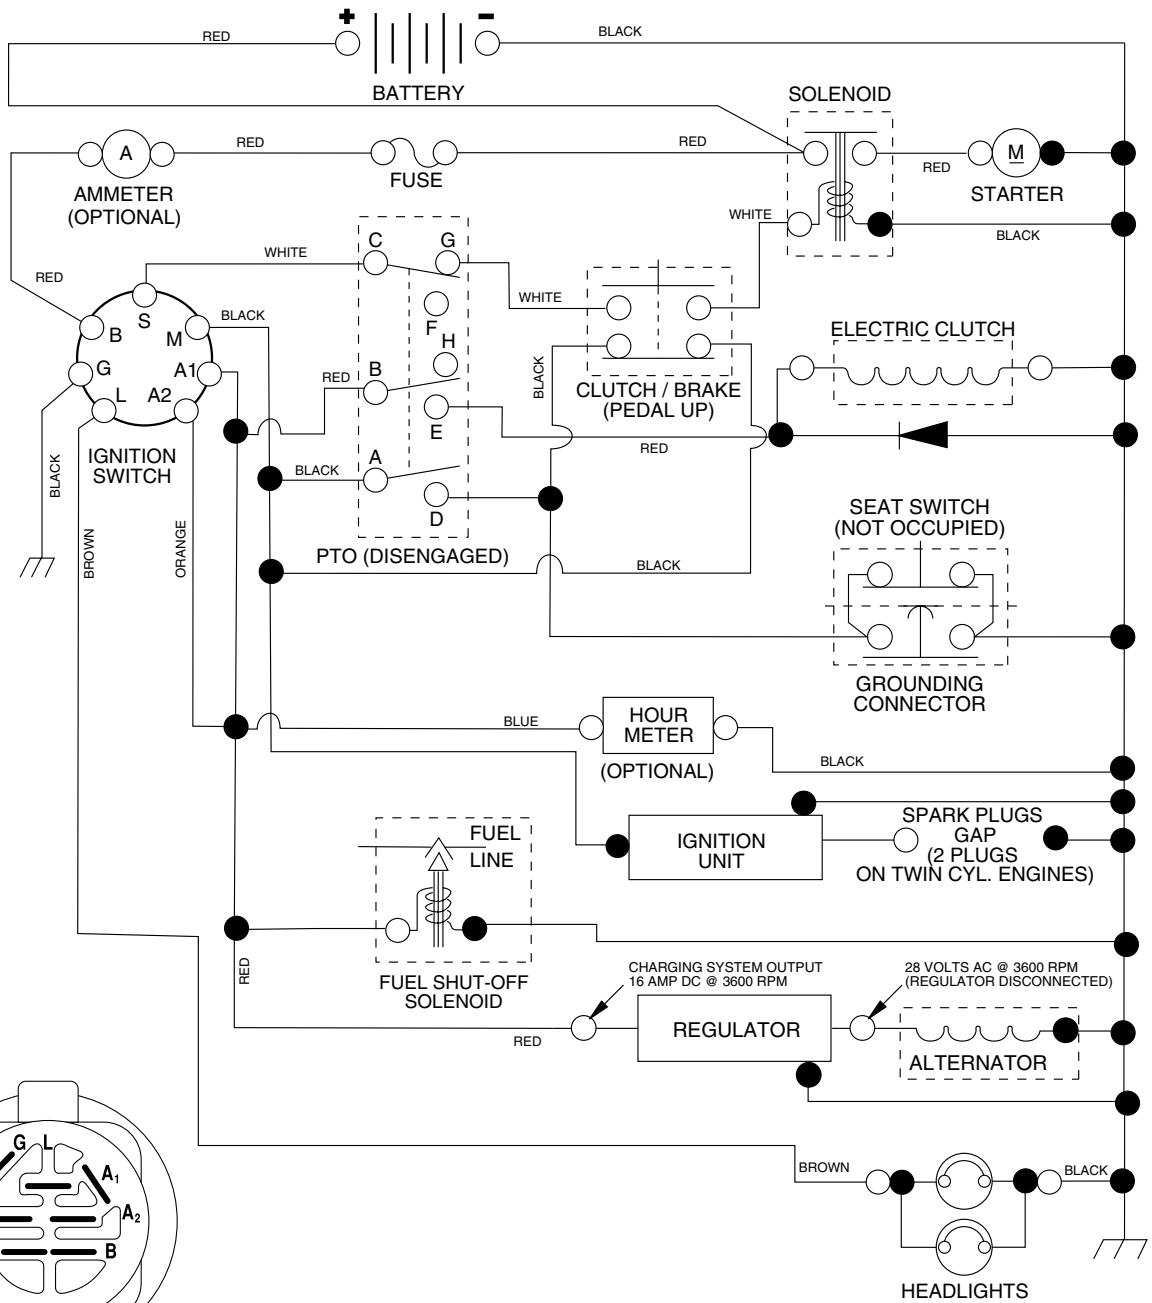 + -
RED
BLACK
BATTERY
SOLENOID
A
RED
RED
RED
M
AMMETER
(OPTIONAL)
FUSE
STARTER
WHITE
BLACK
C G
WHITE
RED
WHITE
S
BLACK
F
B
M
H
ELECTRIC CLUTCH
G
A1
B
RED
BLACK
CLUTCH / BRAKE
(PEDAL UP)
L A2
E
RED
IGNITION
SWITCH
A
BLACK
BLACK
D
SEAT SWITCH
(NOT OCCUPIED)
BROWN
ORANGE
PTO (DISENGAGED)
BLACK
GROUNDING
CONNECTOR
BLUE
HOUR
METER
(OPTIONAL)
BLACK
FUEL
LINE
IGNITION
UNIT
SPARK PLUGS
GAP
(2 PLUGS
ON TWIN CYL. ENGINES)
RED
FUEL SHUT-OFF
SOLENOID
CHARGING SYSTEM OUTPUT
16 AMP DC @ 3600 RPM
28 VOLTS AC @ 3600 RPM
(REGULATOR DISCONNECTED)
RED
REGULATOR
ALTERNATOR
G L
A1
A2
B
BROWN
BLACK
HEADLIGHTS